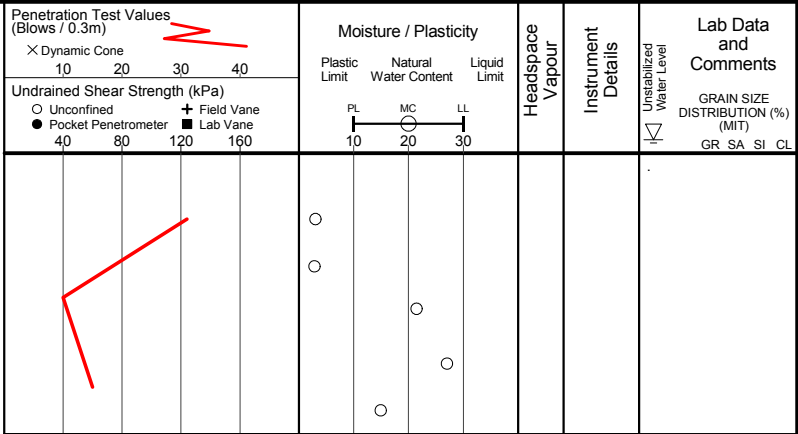 Penetration Test Values
(Blows / 0.3m)
× Dynamic Cone
10 20 30 40
Undrained Shear Strength (kPa)
○ Unconfined + Field Vane
● Pocket Penetrometer ■ Lab Vane
40 80 120 160
Moisture / Plasticity
Plastic Limit
Natural Water Content
Liquid Limit
PL MC LL
10 20 30
Headspace
Vapour
Instrument
Details
Unstabilized
Water Level
Lab Data
and
Comments
GRAIN SIZE
DISTRIBUTION (%)
(MIT)
GR SA SI CL